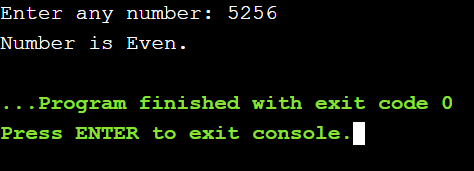 Enter any number: 5256
Number is Even.
...Program finished with exit code 0
Press ENTER to exit console.